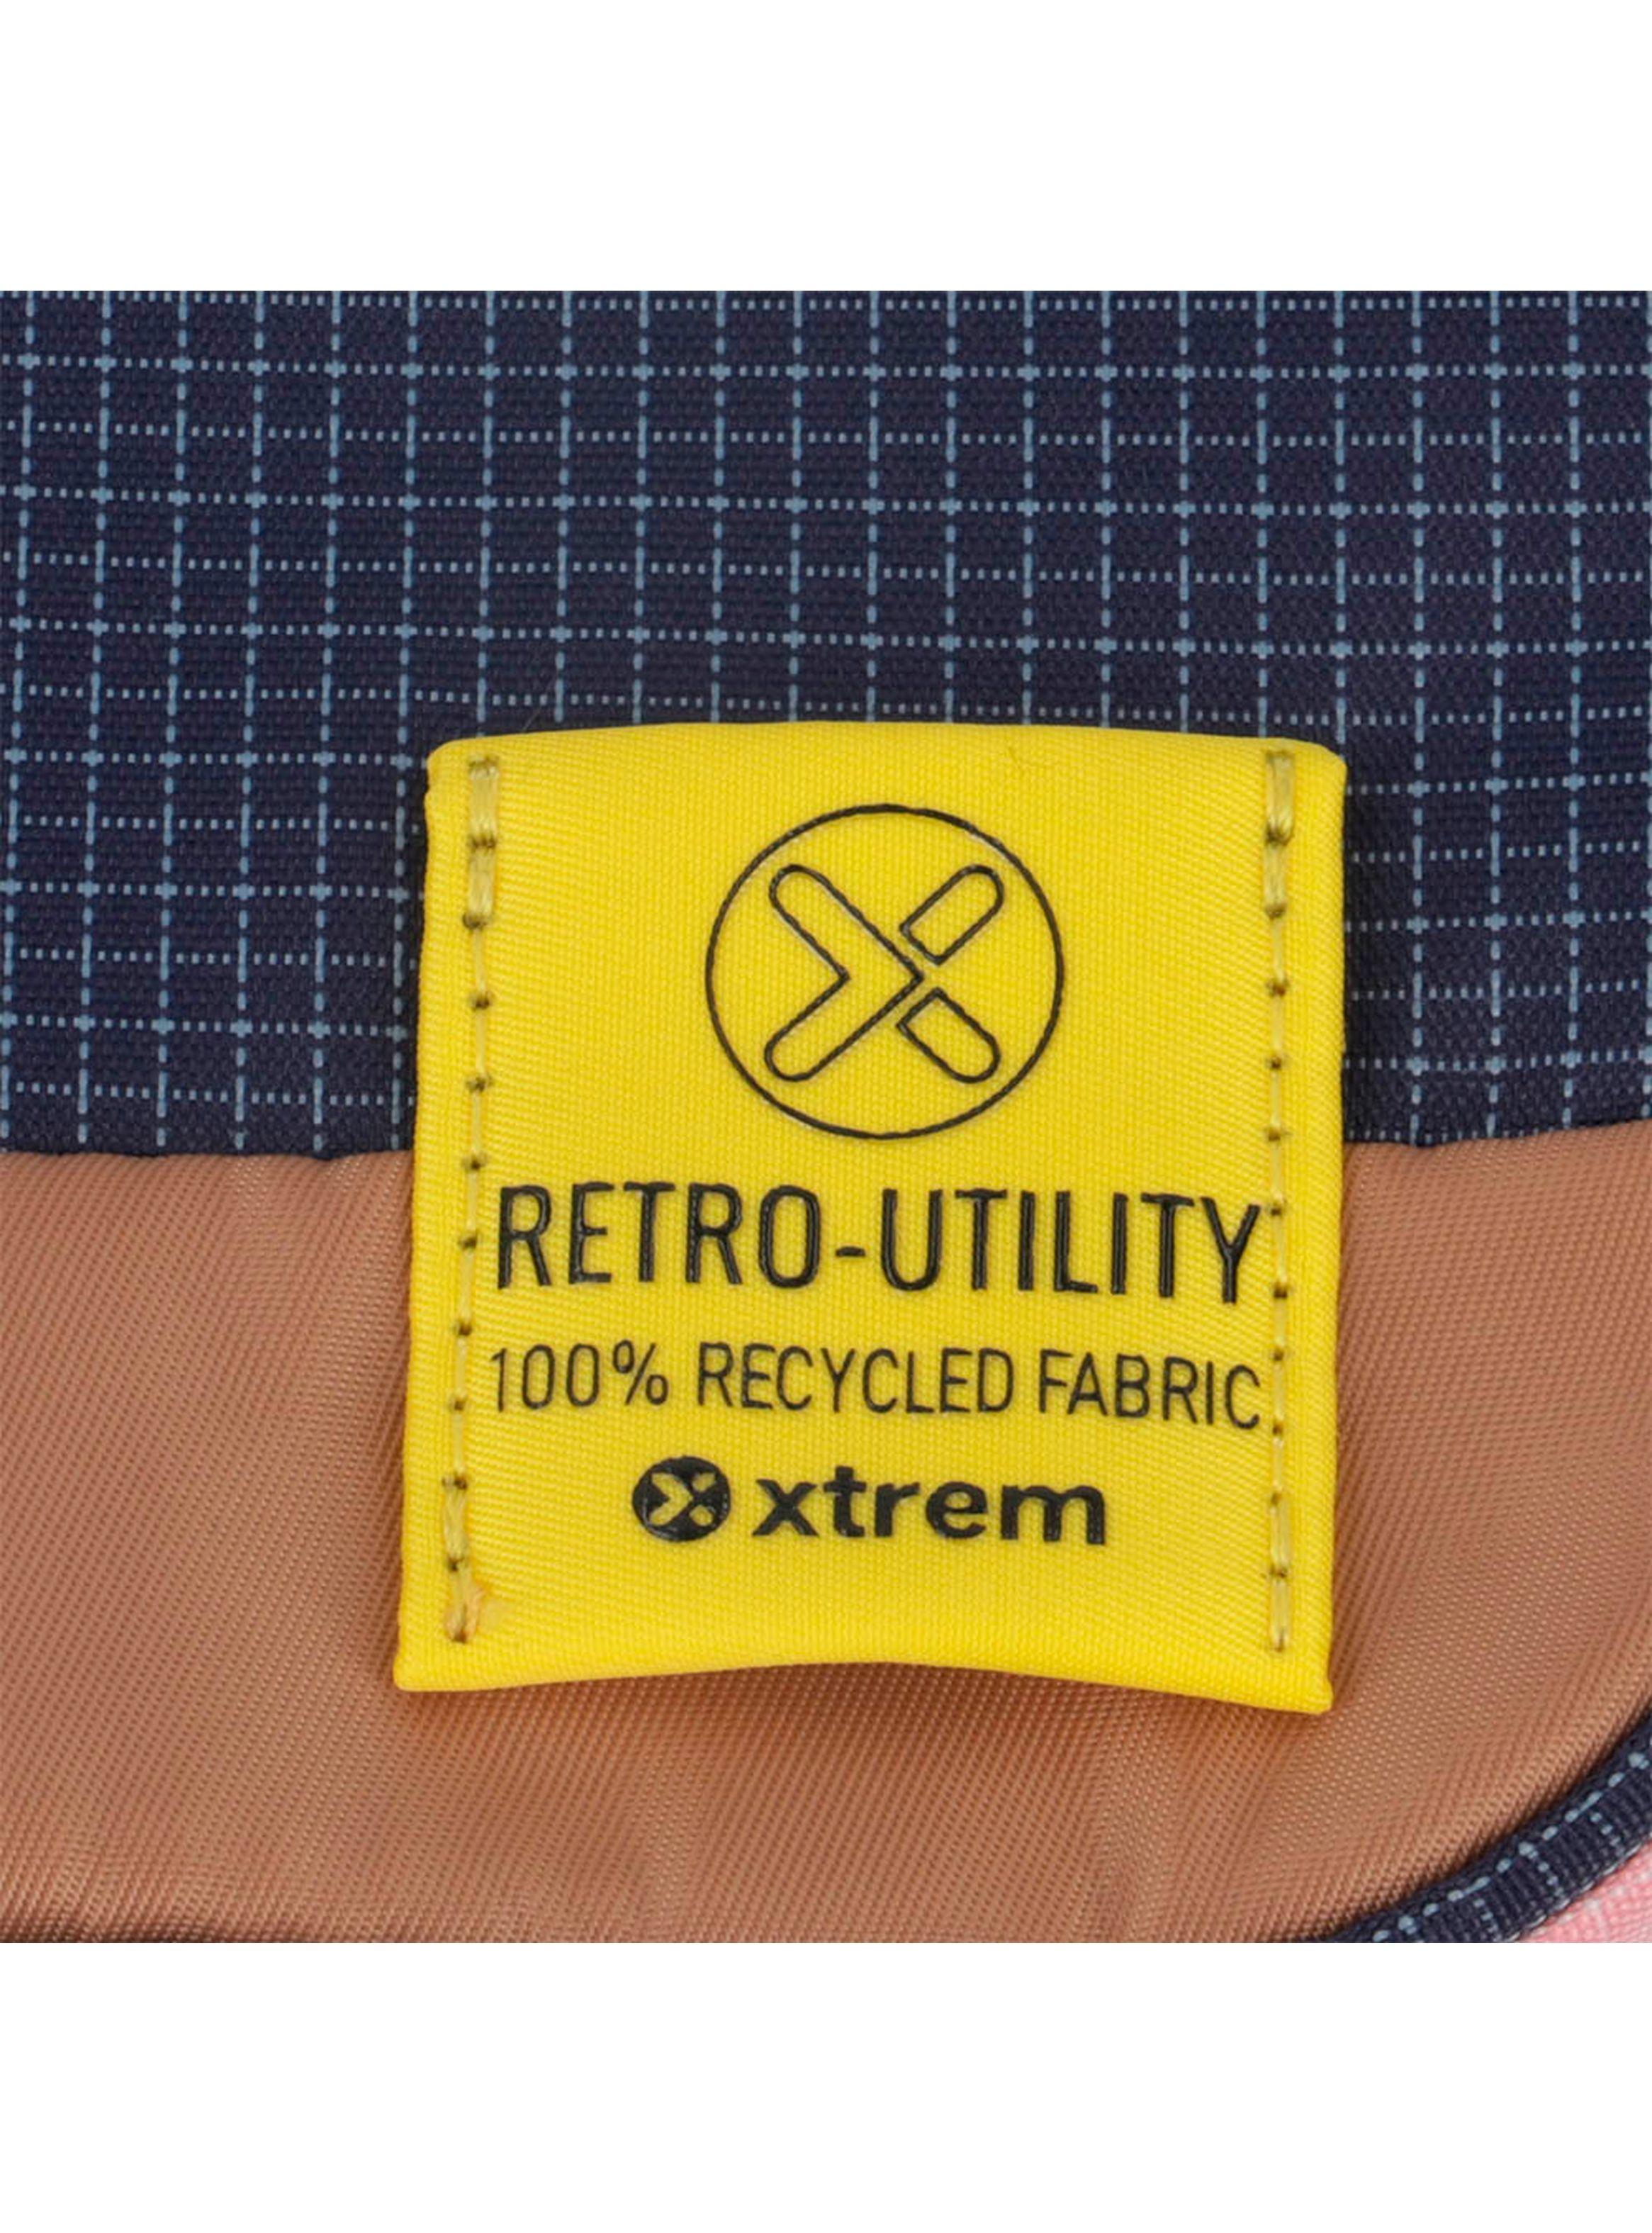 RETRO-UTILITY
100% RECYCLED FABRIC
xtrem